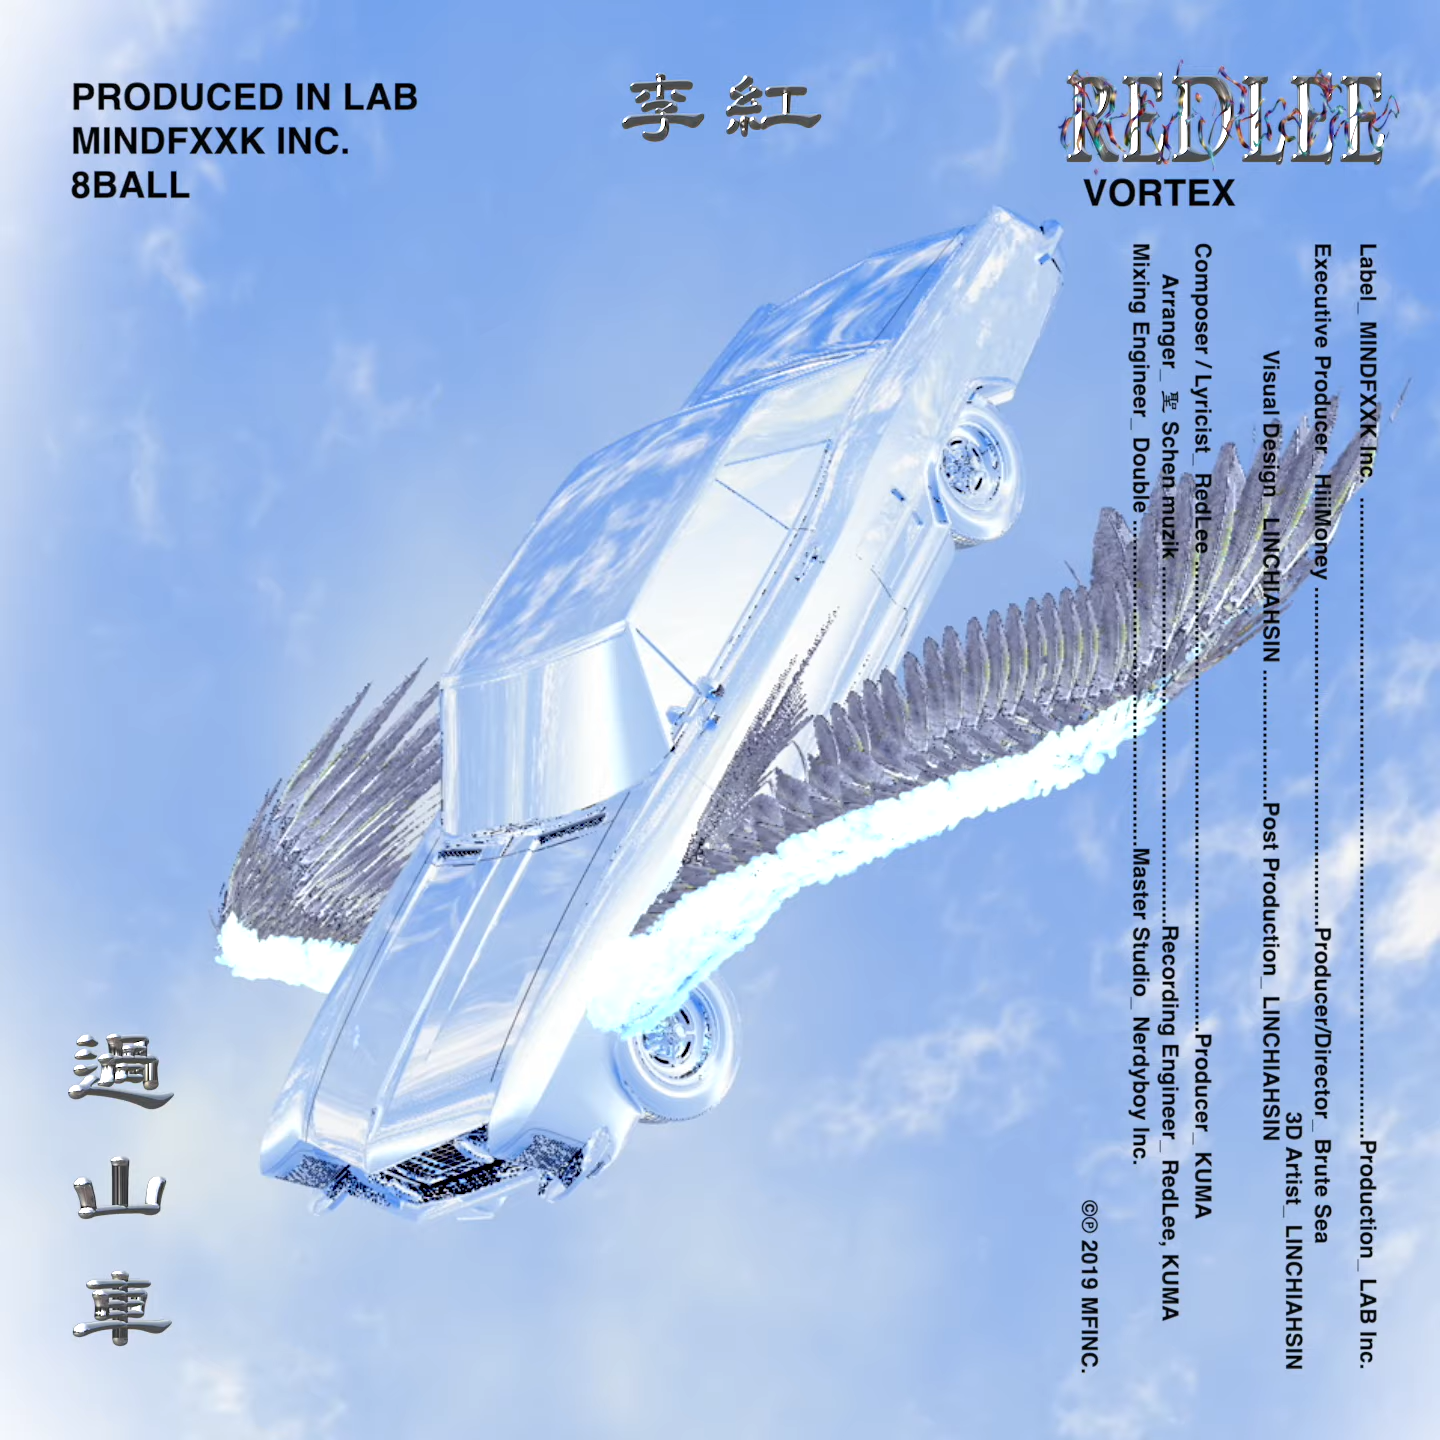 PRODUCED IN LAB
MINDFXXK INC.
8BALL
李紅
REDLEE
VORTEX
Label_ MINDFXXK Inc. ........Production_ LAB Inc.
Executive Producer_ HiiiMoney ........Producer/Director_ Brute Sea
3D Artist_ LINCHIAHSIN
Visual Design_ LINCHIAHSIN ........Post Production_ LINCHIAHSIN
Composer / Lyricist_ RedLee ........Producer_ KUMA
Arranger_ 聖 Schen muzik ........Recording Engineer_ RedLee, KUMA
Mixing Engineer_ Double ........Master Studio_ Nerdyboy Inc.
©℗ 2019 MFINC.
過山車